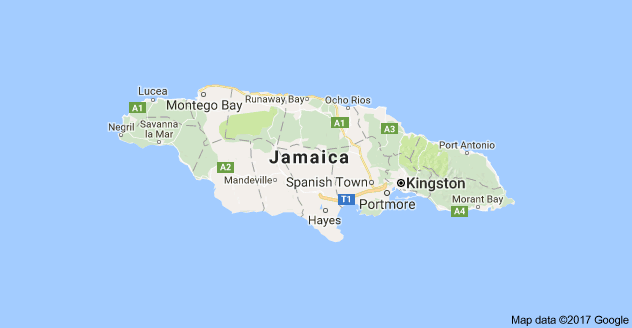 Lucea
A1
Montego Bay
Runaway Bay
Ocho Rios
Negril
Savanna
la Mar
A1
A3
Port Antonio
Jamaica
A2
Mandeville
Spanish Town
Kingston
T1
Portmore
Morant Bay
A4
Hayes
Map data ©2017 Google